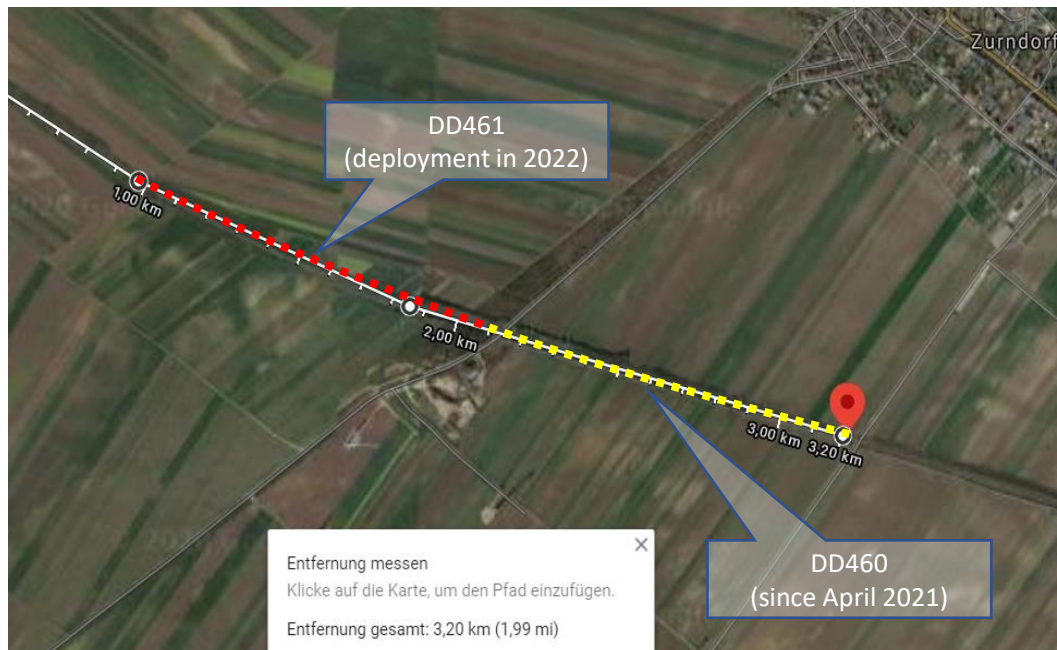 Zurndorf
DD461
(deployment in 2022)
1,00 km
2,00 km
3,00 km
3,20 km
DD460
(since April 2021)
Entfernung messen
Klicke auf die Karte, um den Pfad einzufügen.
Entfernung gesamt: 3,20 km (1,99 mi)